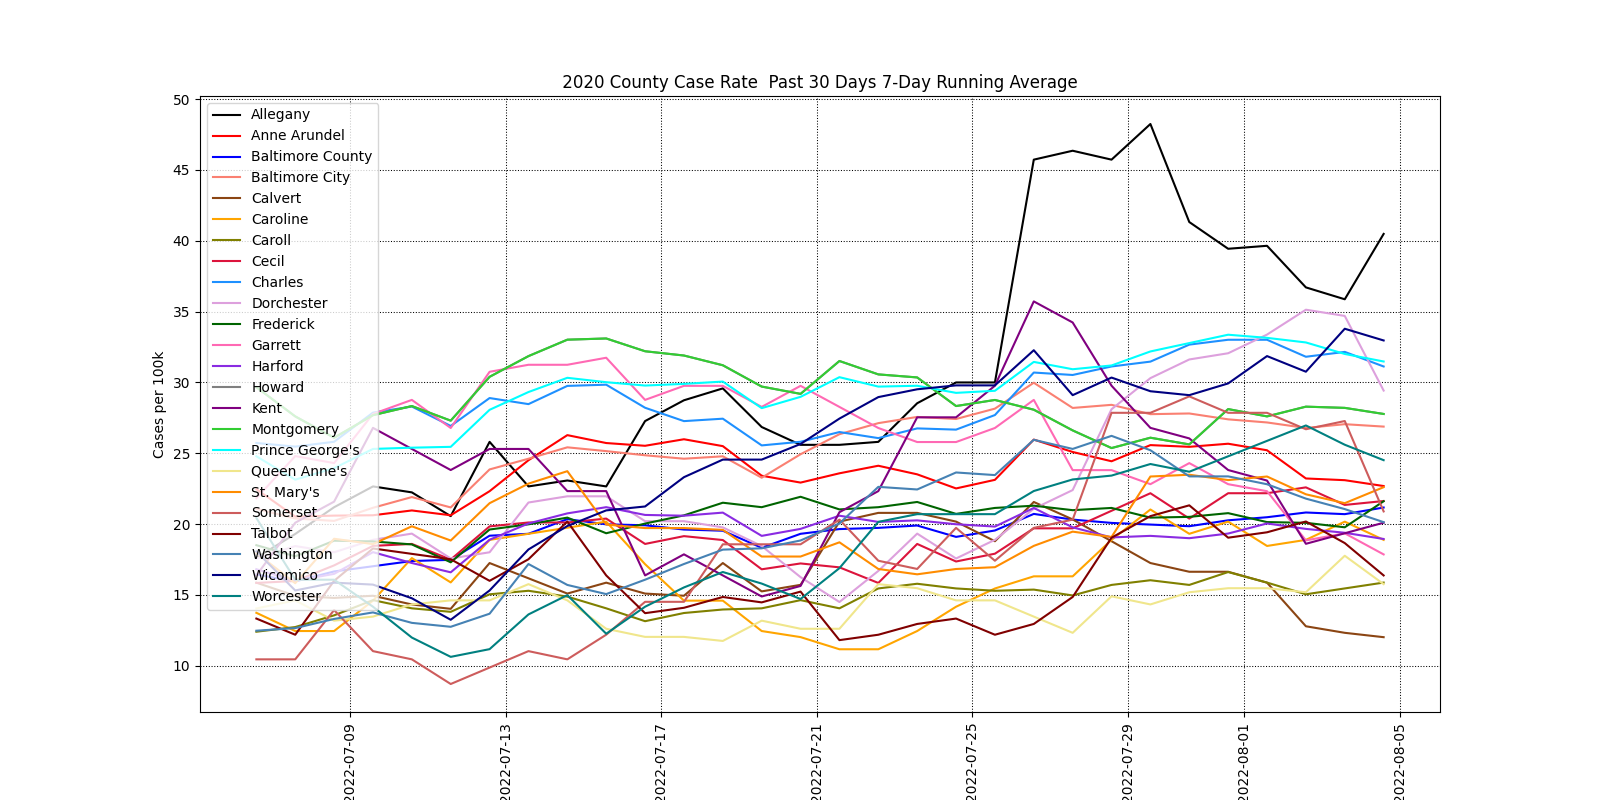 2020 County Case Rate  Past 30 Days 7-Day Running Average
Cases per 100k
50
45
40
35
30
25
20
15
10
Allegany
Anne Arundel
Baltimore County
Baltimore City
Calvert
Caroline
Caroll
Cecil
Charles
Dorchester
Frederick
Garrett
Harford
Howard
Kent
Montgomery
Prince George's
Queen Anne's
St. Mary's
Somerset
Talbot
Washington
Wicomico
Worcester
2022-07-09
2022-07-13
2022-07-17
2022-07-21
2022-07-25
2022-07-29
2022-08-01
2022-08-05